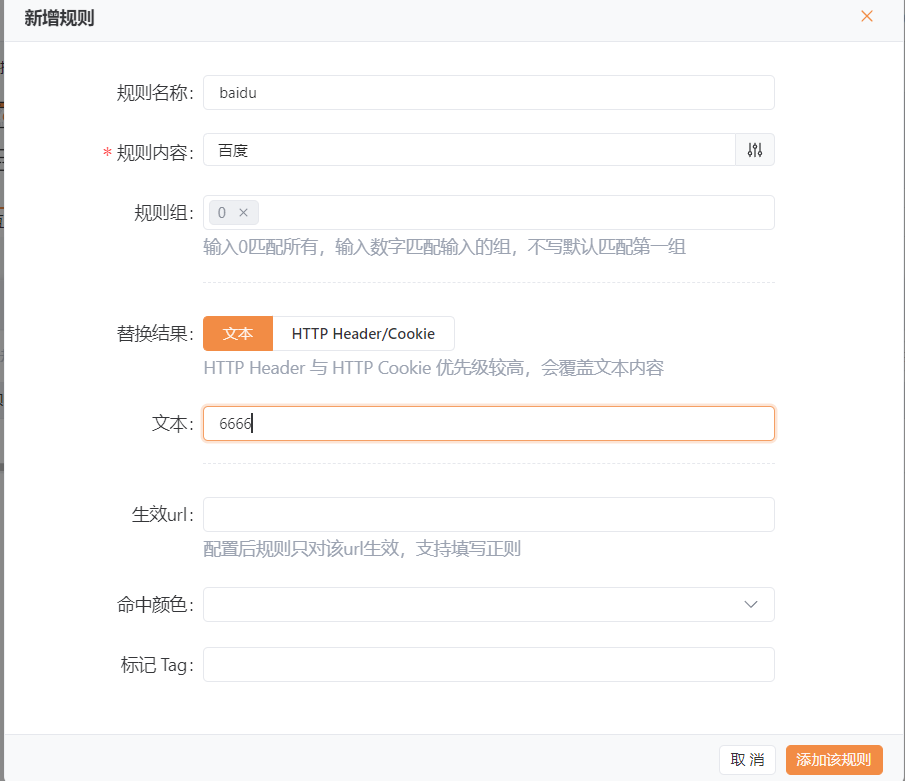 新增规则
规则名称: baidu
* 规则内容: 百度
规则组: 0 ×
输入0匹配所有，输入数字匹配输入的组，不写默认匹配第一组
替换结果: 文本 HTTP Header/Cookie
HTTP Header 与 HTTP Cookie 优先级较高，会覆盖文本内容
文本: 6666
生效url:
配置后规则只对该url生效，支持填写正则
命中颜色:
标记 Tag:
取 消 添加该规则